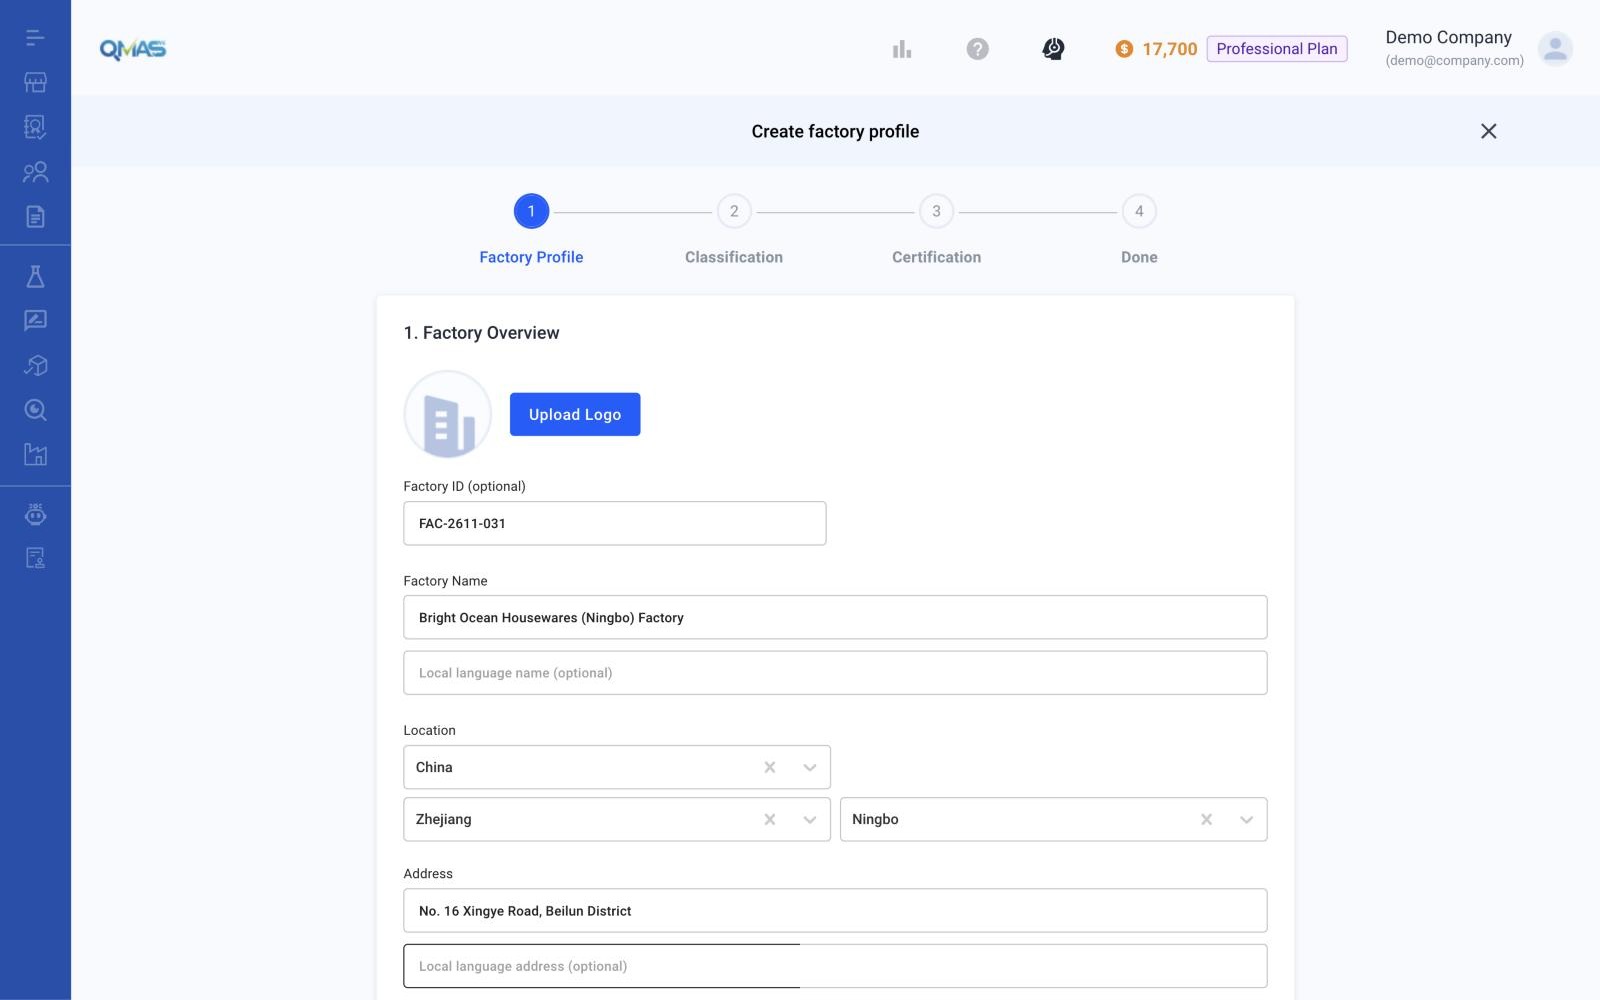 QMAS
17,700
Professional Plan
Demo Company
(demo@company.com)
Create factory profile
1
2
3
4
Factory Profile
Classification
Certification
Done
1. Factory Overview
Upload Logo
Factory ID (optional)
FAC-2611-031
Factory Name
Bright Ocean Housewares (Ningbo) Factory
Local language name (optional)
Location
China
Zhejiang
Ningbo
Address
No. 16 Xingye Road, Beilun District
Local language address (optional)